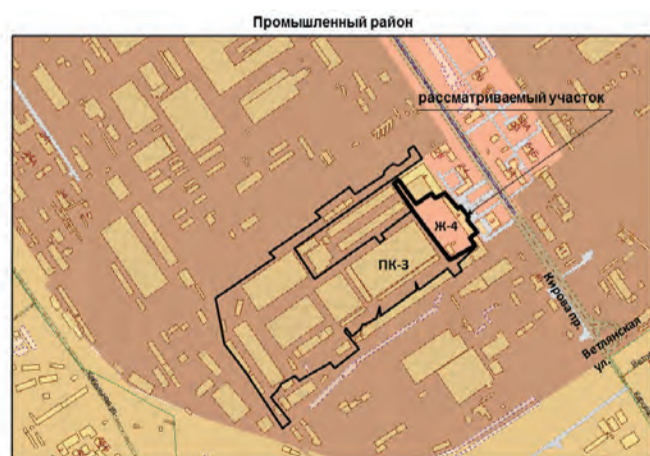 Промышленный район
рассматриваемый участок
Ж-4
ПК-3
Кирова пр.
Ветлянская
ул.